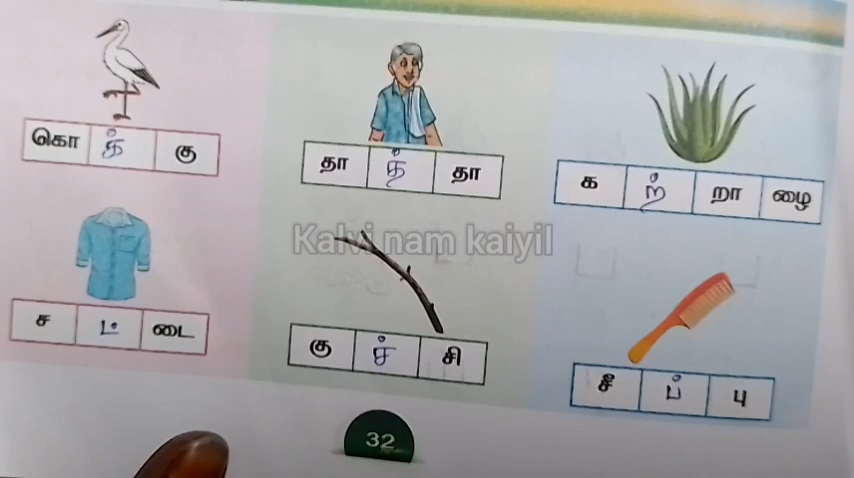 கொ க் கு
தா த் தா
க ற் றா ழை
Kalvi nam kaiyil
ச ட் டை
கு ச் சி
சீ ப் பு
32